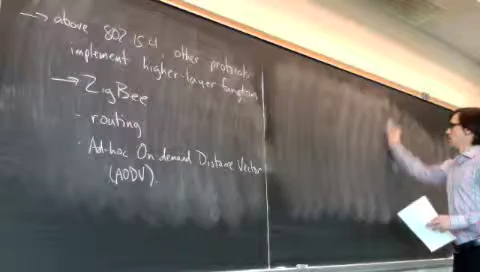 → above 802.15.4, other protocols
implement higher-layer functions
→ ZigBee
- routing
- Ad-hoc On-demand Distance Vector
(AODV).